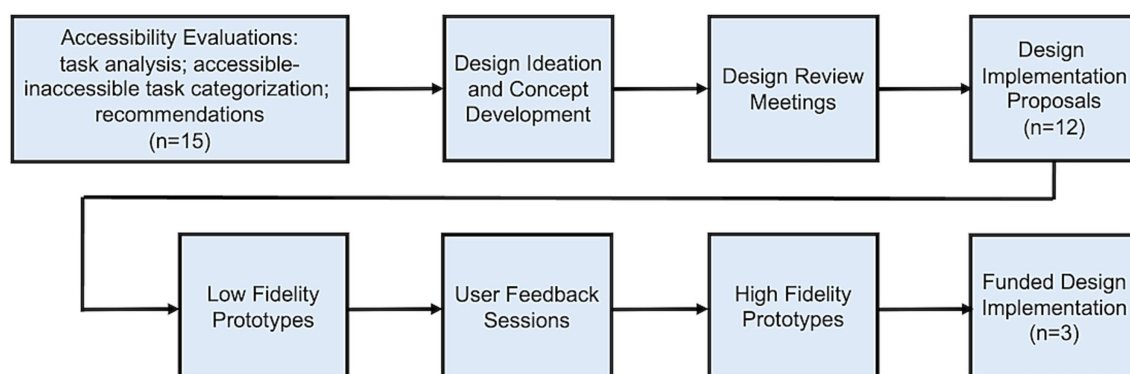 Accessibility Evaluations:
task analysis; accessible-
inaccessible task categorization;
recommendations
(n=15)
Design Ideation
and Concept
Development
Design Review
Meetings
Design
Implementation
Proposals
(n=12)
Low Fidelity
Prototypes
User Feedback
Sessions
High Fidelity
Prototypes
Funded Design
Implementation
(n=3)